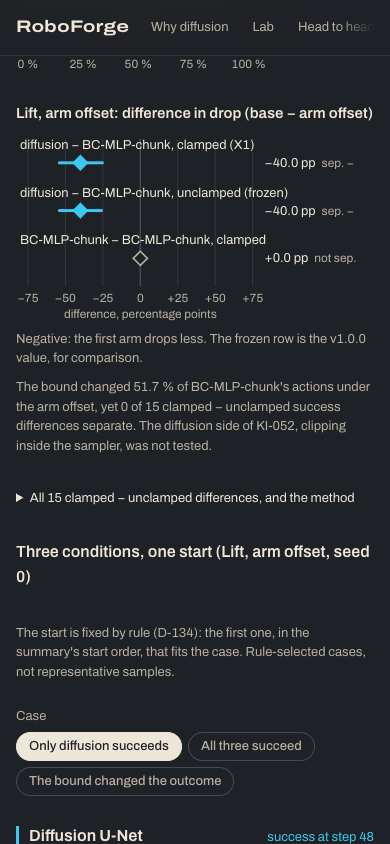 RoboForge Why diffusion Lab Head to head
0 % 25 % 50 % 75 % 100 %
Lift, arm offset: difference in drop (base − arm offset)
diffusion – BC-MLP-chunk, clamped (X1)
−40.0 pp sep. −
diffusion – BC-MLP-chunk, unclamped (frozen)
−40.0 pp sep. −
BC-MLP-chunk – BC-MLP-chunk, clamped
+0.0 pp not sep.
−75 −50 −25 0 +25 +50 +75
difference, percentage points
Negative: the first arm drops less. The frozen row is the v1.0.0
value, for comparison.
The bound changed 51.7 % of BC-MLP-chunk's actions under
the arm offset, yet 0 of 15 clamped − unclamped success
differences separate. The diffusion side of KI-052, clipping
inside the sampler, was not tested.
▶ All 15 clamped − unclamped differences, and the method
Three conditions, one start (Lift, arm offset, seed
0)
The start is fixed by rule (D-134): the first one, in the
summary's start order, that fits the case. Rule-selected cases,
not representative samples.
Case
Only diffusion succeeds All three succeed
The bound changed the outcome
Diffusion U-Net success at step 48